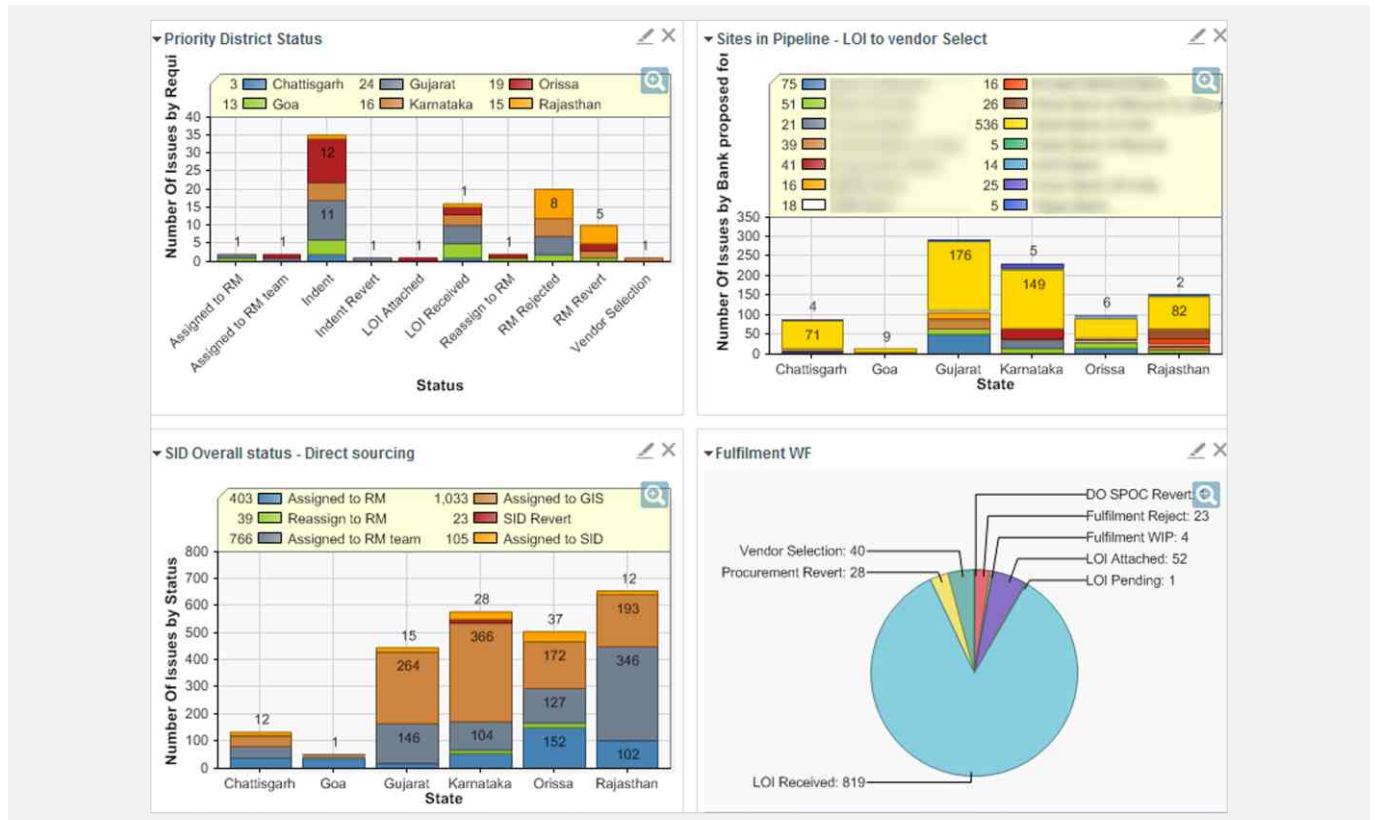 Priority District Status
Number Of Issues by Requi
3 Chattisgarh 24 Gujarat 19 Orissa
13 Goa 16 Karnataka 15 Rajasthan
40
35
30
25
20
15
10
5
0
1 1 12 11 1 1 1 1 8 5 1
Assigned to RM
Assigned to RM team
Indent
Indent Revert
LOI Attached
LOI Received
Reassign to RM
RM Rejected
RM Revert
Vendor Selection
Status
Sites in Pipeline - LOI to vendor Select
Number Of Issues by Bank proposed for
75 16
51 26
21 536
39 5
41 14
16 25
18 5
350
300
250
200
150
100
50
0
4 71 9 176 5 149 6 2 82
Chattisgarh Goa Gujarat Karnataka Orissa Rajasthan
State
SID Overall status - Direct sourcing
Number Of Issues by Status
403 Assigned to RM 1,033 Assigned to GIS
39 Reassign to RM 23 SID Revert
766 Assigned to RM team 105 Assigned to SID
800
700
600
500
400
300
200
100
0
12 1 15 264 146 28 366 104 37 172 127 152 12 193 346 102
Chattisgarh Goa Gujarat Karnataka Orissa Rajasthan
State
Fulfilment WF
DO SPOC Revert:
Fulfilment Reject: 23
Fulfilment WIP: 4
LOI Attached: 52
LOI Pending: 1
Vendor Selection: 40
Procurement Revert: 28
LOI Received: 819